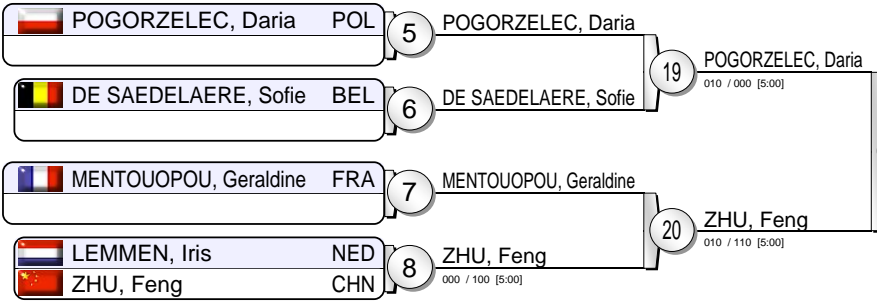 POGORZELEC, Daria POL
5
POGORZELEC, Daria
DE SAEDELAERE, Sofie BEL
6
DE SAEDELAERE, Sofie
19
POGORZELEC, Daria
010 / 000 [5:00]
MENTOUOPOU, Geraldine FRA
7
MENTOUOPOU, Geraldine
LEMMEN, Iris NED
ZHU, Feng CHN
8
ZHU, Feng
000 / 100 [5:00]
20
ZHU, Feng
010 / 110 [5:00]